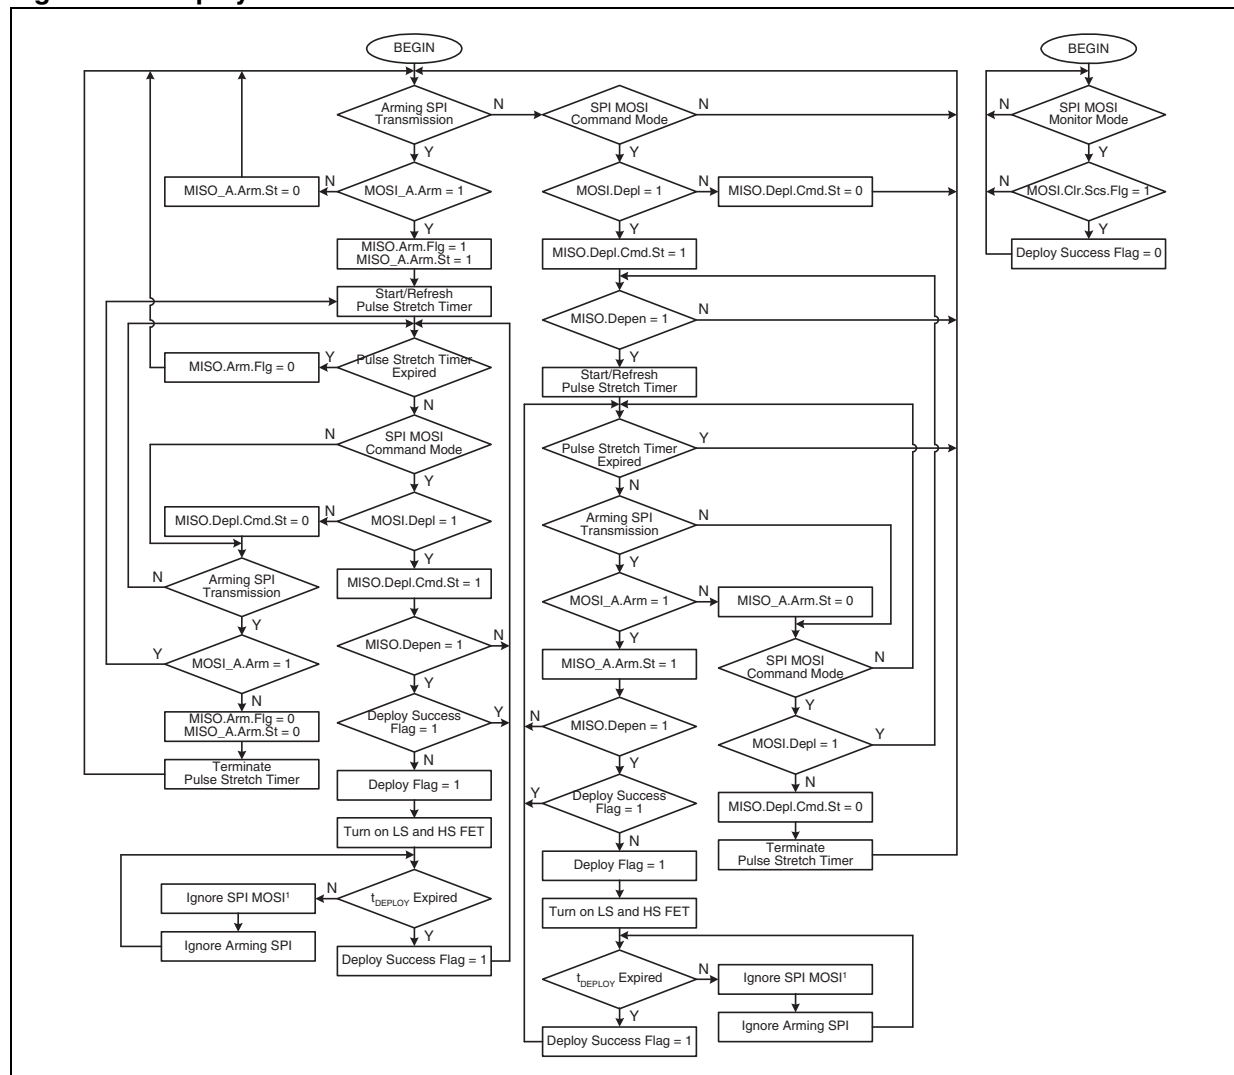 BEGIN
Arming SPI
Transmission
N
Y
MOSI_A.Arm = 1
N
MISO_A.Arm.St = 0
Y
MISO.Arm.Flg = 1
MISO_A.Arm.St = 1
Start/Refresh
Pulse Stretch Timer
Pulse Stretch Timer
Expired
Y
MISO.Arm.Flg = 0
N
SPI MOSI
Command Mode
N
Y
MOSI.Depl = 1
N
MISO.Depl.Cmd.St = 0
Y
Arming SPI
Transmission
N
Y
MOSI_A.Arm = 1
Y
N
MISO.Arm.Flg = 0
MISO_A.Arm.St = 0
Terminate
Pulse Stretch Timer
MISO.Depl.Cmd.St = 1
MISO.Depen = 1
N
Y
Deploy Success
Flag = 1
Y
N
Deploy Flag = 1
Turn on LS and HS FET
tDEPLOY Expired
N
Ignore SPI MOSI¹
Ignore Arming SPI
Y
Deploy Success Flag = 1
SPI MOSI
Command Mode
N
Y
MOSI.Depl = 1
N
MISO.Depl.Cmd.St = 0
Y
MISO.Depl.Cmd.St = 1
MISO.Depen = 1
N
Y
Start/Refresh
Pulse Stretch Timer
Pulse Stretch Timer
Expired
Y
N
Arming SPI
Transmission
N
Y
MOSI_A.Arm = 1
N
MISO_A.Arm.St = 0
Y
MISO_A.Arm.St = 1
SPI MOSI
Command Mode
N
Y
MOSI.Depl = 1
Y
N
MISO.Depl.Cmd.St = 0
Terminate
Pulse Stretch Timer
MISO.Depen = 1
N
Y
Deploy Success
Flag = 1
Y
N
Deploy Flag = 1
Turn on LS and HS FET
tDEPLOY Expired
N
Ignore SPI MOSI¹
Ignore Arming SPI
Y
Deploy Success Flag = 1
BEGIN
SPI MOSI
Monitor Mode
N
Y
MOSI.Clr.Scs.Flg = 1
N
Y
Deploy Success Flag = 0